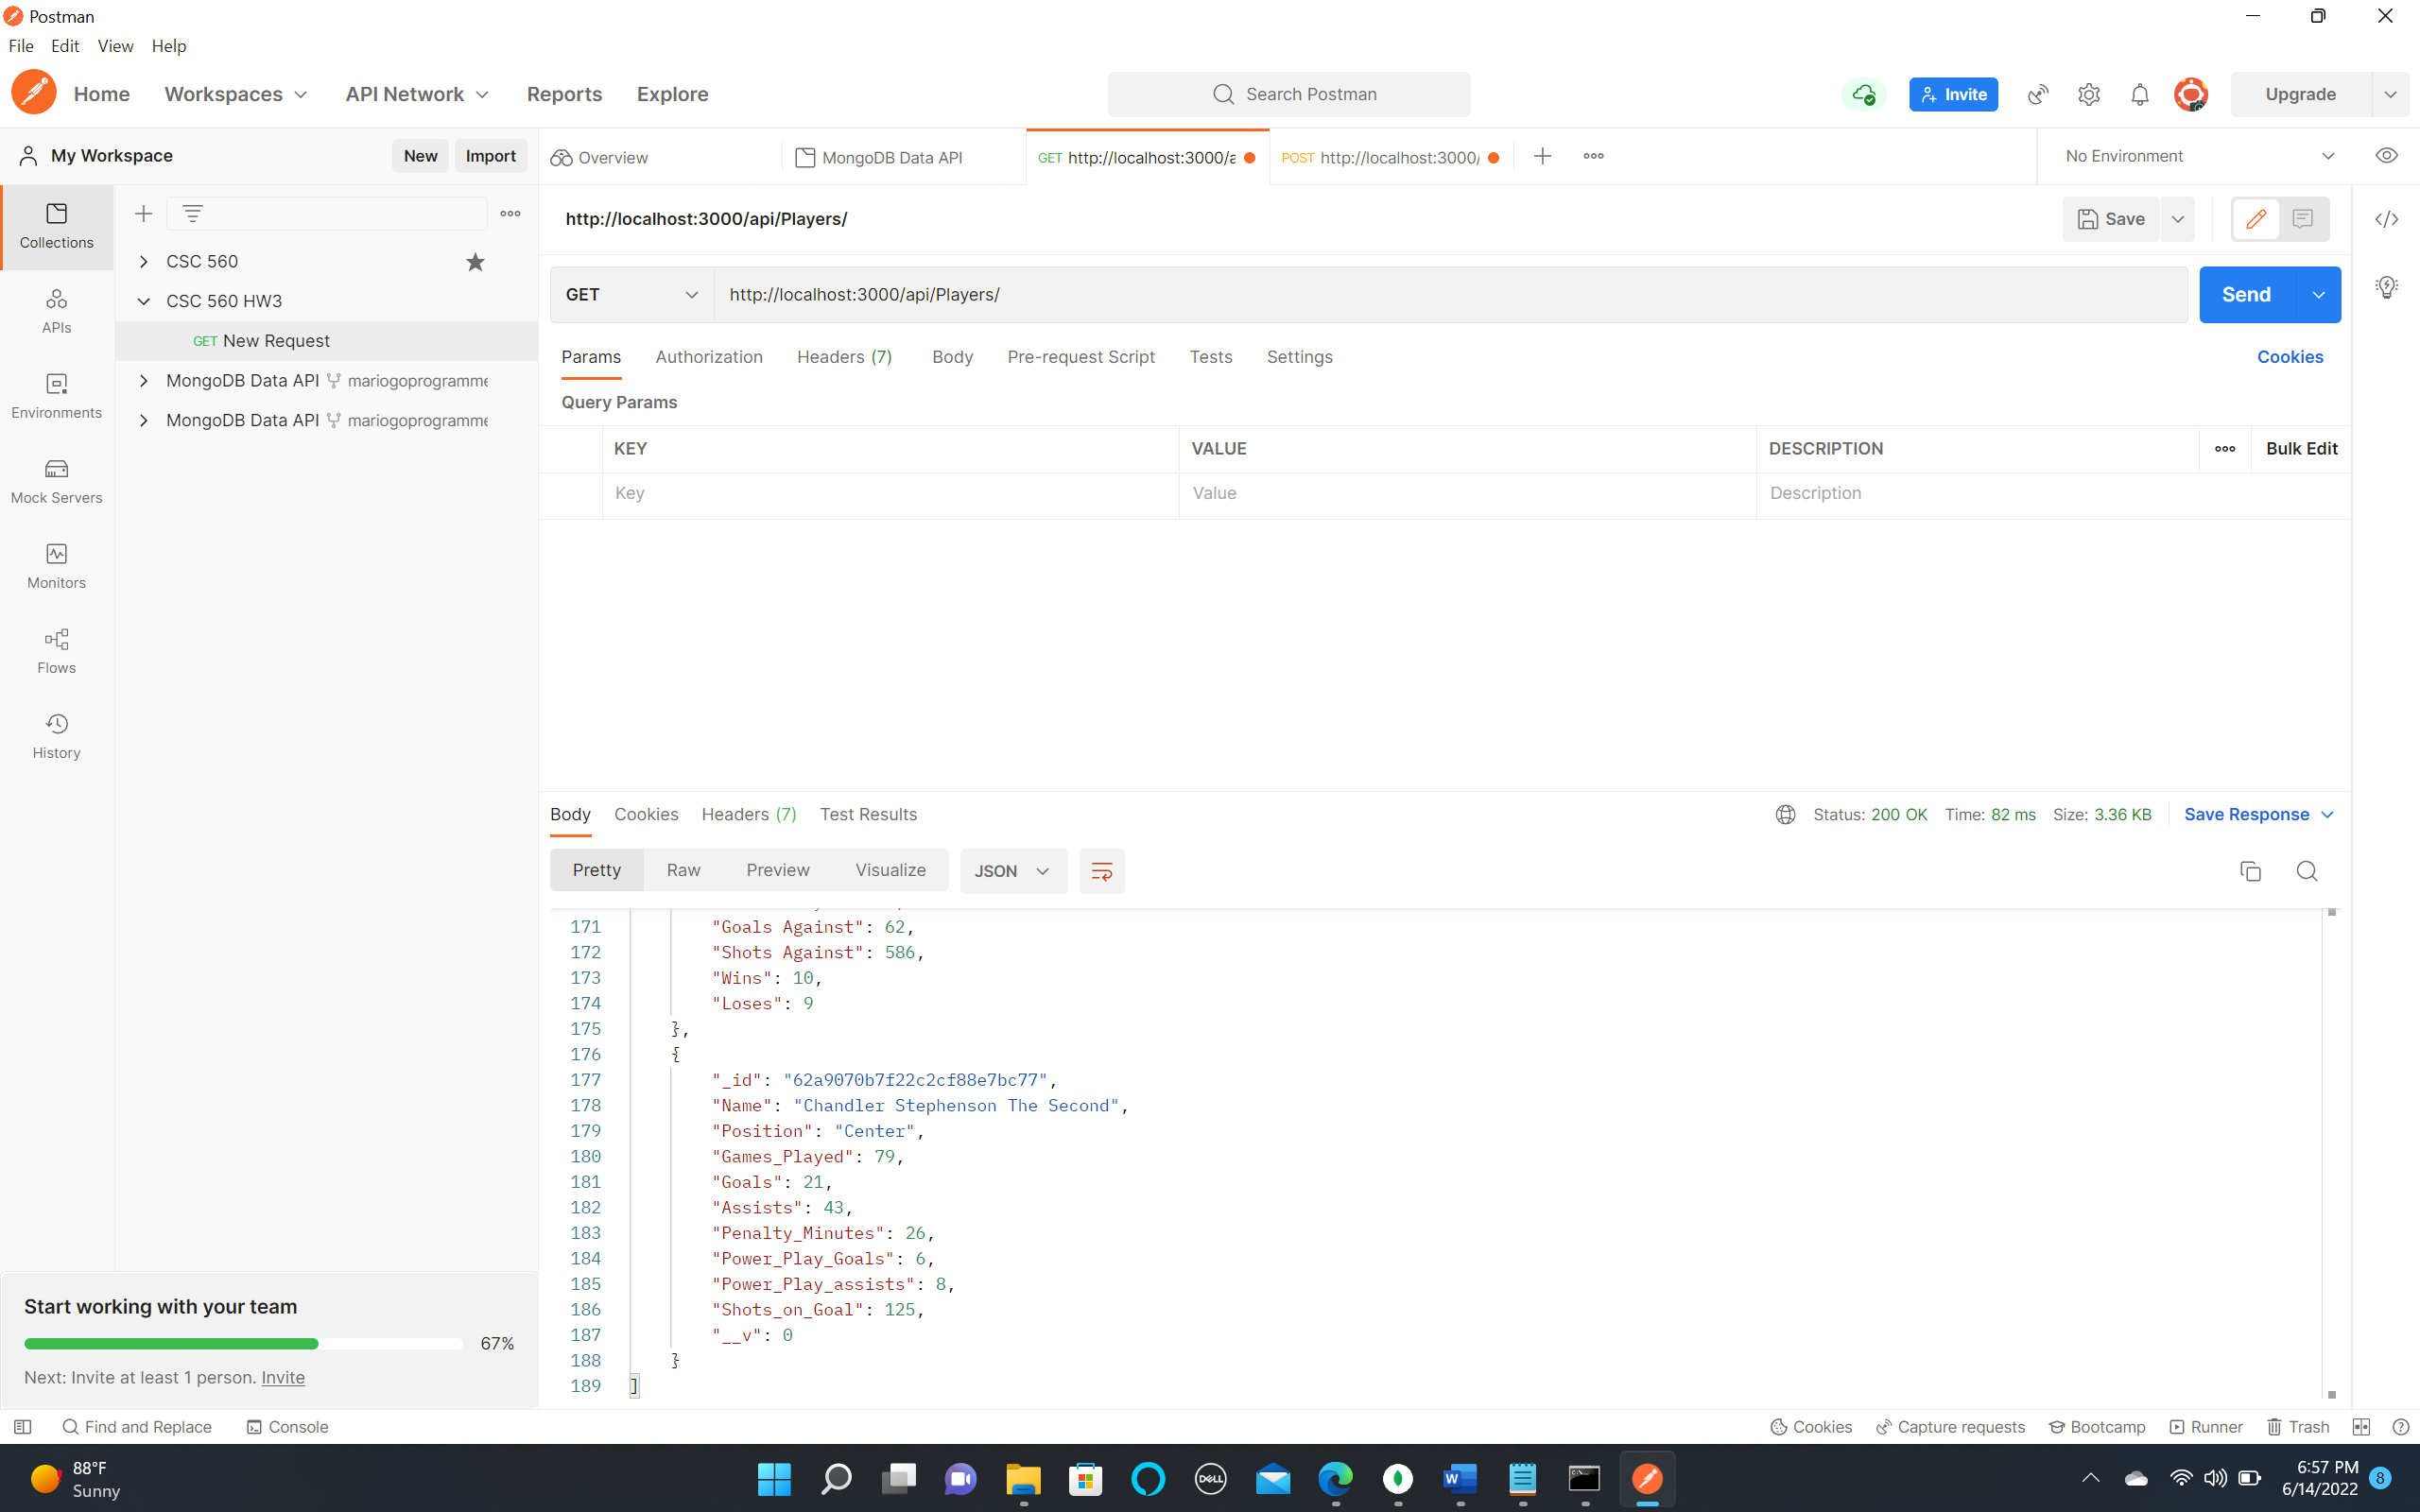 Postman
File Edit View Help
Home Workspaces API Network Reports Explore
Search Postman
Invite
Upgrade
My Workspace
New Import
Overview
MongoDB Data API
GET http://localhost:3000/a
POST http://localhost:3000/
No Environment
Collections
APIs
Environments
Mock Servers
Monitors
Flows
History
CSC 560
CSC 560 HW3
GET New Request
MongoDB Data API mariogoprogramme
MongoDB Data API mariogoprogramme
http://localhost:3000/api/Players/
Save
GET http://localhost:3000/api/Players/
Send
Params Authorization Headers (7) Body Pre-request Script Tests Settings Cookies
Query Params
KEY VALUE DESCRIPTION Bulk Edit
Key Value Description
Body Cookies Headers (7) Test Results
Status: 200 OK Time: 82 ms Size: 3.36 KB Save Response
Pretty Raw Preview Visualize JSON
171 "Goals Against": 62,
172 "Shots Against": 586,
173 "Wins": 10,
174 "Loses": 9
175 },
176 {
177 "_id": "62a9070b7f22c2cf88e7bc77",
178 "Name": "Chandler Stephenson The Second",
179 "Position": "Center",
180 "Games_Played": 79,
181 "Goals": 21,
182 "Assists": 43,
183 "Penalty_Minutes": 26,
184 "Power_Play_Goals": 6,
185 "Power_Play_assists": 8,
186 "Shots_on_Goal": 125,
187 "__v": 0
188 }
189 ]
Start working with your team
67%
Next: Invite at least 1 person. Invite
Find and Replace Console
Cookies Capture requests Bootcamp Runner Trash
88°F
Sunny
DELL
W
6:57 PM
6/14/2022
8